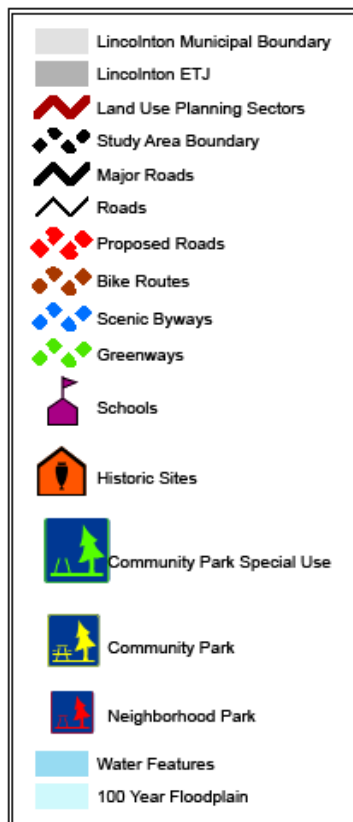 Lincolnton Municipal Boundary
Lincolnton ETJ
Land Use Planning Sectors
Study Area Boundary
Major Roads
Roads
Proposed Roads
Bike Routes
Scenic Byways
Greenways
Schools
Historic Sites
Community Park Special Use
Community Park
Neighborhood Park
Water Features
100 Year Floodplain